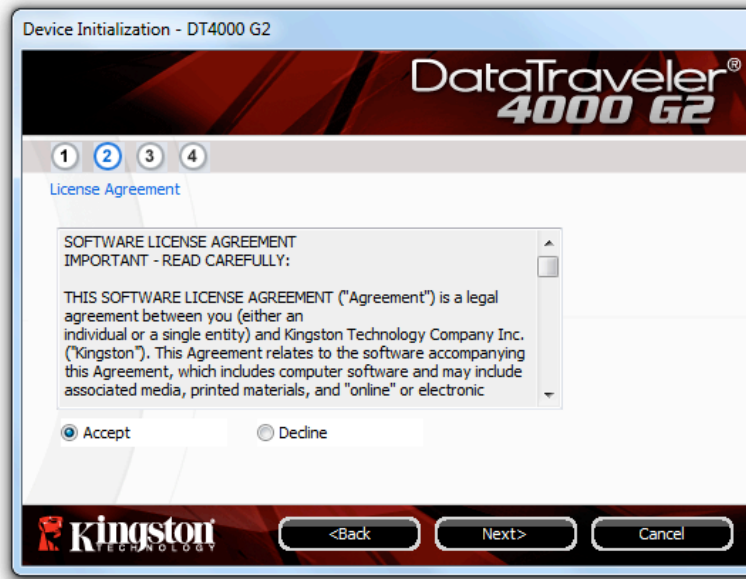 Device Initialization - DT4000 G2
DataTraveler®
4000 G2
1 2 3 4
License Agreement
SOFTWARE LICENSE AGREEMENT
IMPORTANT - READ CAREFULLY:
THIS SOFTWARE LICENSE AGREEMENT ("Agreement") is a legal
agreement between you (either an
individual or a single entity) and Kingston Technology Company Inc.
("Kingston"). This Agreement relates to the software accompanying
this Agreement, which includes computer software and may include
associated media, printed materials, and "online" or electronic
Accept Decline
Kingston
TECHNOLOGY
<Back Next> Cancel